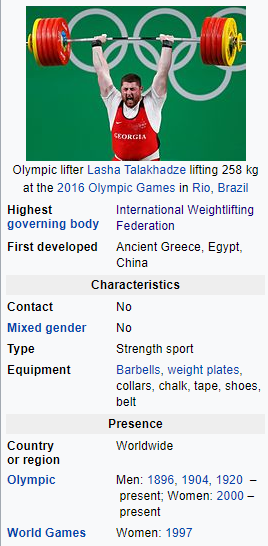 GEORGIA
Olympic lifter Lasha Talakhadze lifting 258 kg
at the 2016 Olympic Games in Rio, Brazil
Highest governing body International Weightlifting Federation
First developed Ancient Greece, Egypt, China
Characteristics
Contact No
Mixed gender No
Type Strength sport
Equipment Barbells, weight plates, collars, chalk, tape, shoes, belt
Presence
Country or region Worldwide
Olympic Men: 1896, 1904, 1920 – present; Women: 2000 – present
World Games Women: 1997